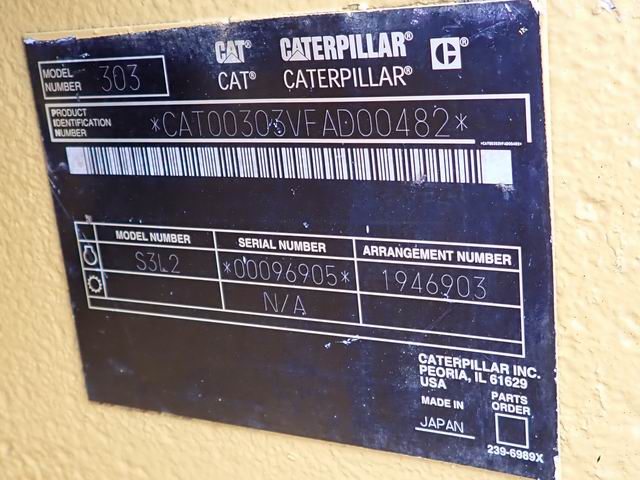 CAT CATERPILLAR C
CAT® CATERPILLAR®
MODEL NUMBER 303
PRODUCT IDENTIFICATION NUMBER *CAT00303VFAD00482*
*CAT00303VFAD00482*
MODEL NUMBER SERIAL NUMBER ARRANGEMENT NUMBER
S3L2 *00096905* 1946903
N/A
CATERPILLAR INC.
PEORIA, IL 61629
USA
MADE IN
JAPAN
PARTS
ORDER
239-6989X